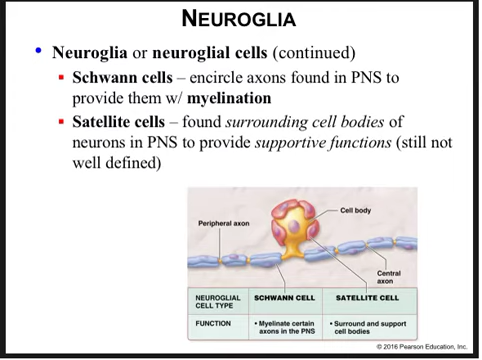 NEUROGLIA
• Neuroglia or neuroglial cells (continued)
▪ Schwann cells – encircle axons found in PNS to
provide them w/ myelination
▪ Satellite cells – found surrounding cell bodies of
neurons in PNS to provide supportive functions (still not
well defined)
Cell body
Peripheral axon
Central
axon
NEUROGLIAL
CELL TYPE
SCHWANN CELL
SATELLITE CELL
FUNCTION
• Myelinate certain
axons in the PNS
• Surround and support
cell bodies
© 2016 Pearson Education, Inc.